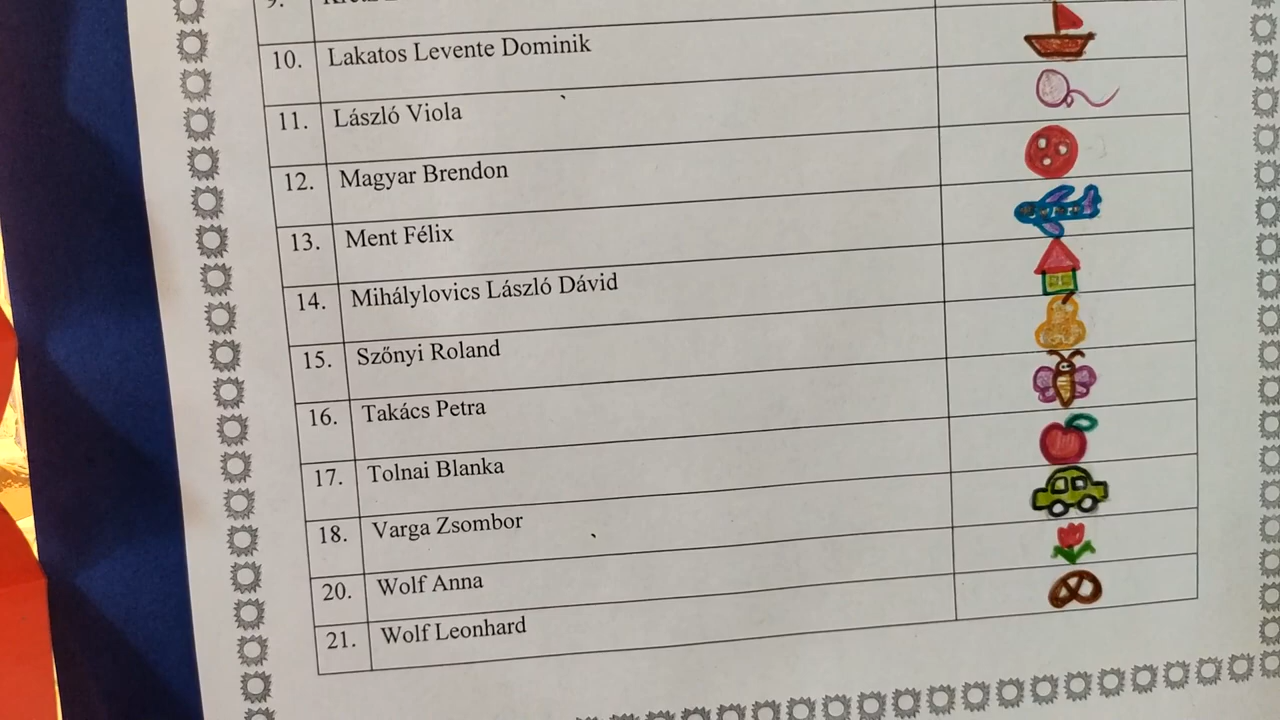 9.
10. Lakatos Levente Dominik
11. László Viola
12. Magyar Brendon
13. Ment Félix
14. Mihálylovics László Dávid
15. Szőnyi Roland
16. Takács Petra
17. Tolnai Blanka
18. Varga Zsombor
20. Wolf Anna
21. Wolf Leonhard